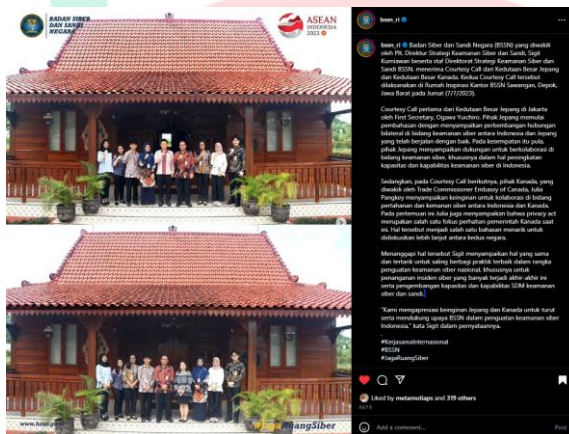 BADAN SIBER
DAN SANDI
NEGARA
ASEAN
INDONESIA
2023
bssn_ri
bssn_ri Badan Siber dan Sandi Negara (BSSN) yang diwakili
oleh Plt. Direktur Strategi Keamanan Siber dan Sandi, Sigit
Kurniawan beserta staf Direktorat Strategi Keamanan Siber dan
Sandi BSSN, menerima Courtesy Call dari Kedutaan Besar Jepang
dan Kedutaan Besar Kanada. Kedua Courtesy Call tersebut
dilaksanakan di Rumah Inspirasi Kantor BSSN Sawangan, Depok,
Jawa Barat pada Jumat (7/7/2023).
Courtesy Call pertama dari Kedutaan Besar Jepang di Jakarta
oleh First Secretary, Ogawa Yuichiro. Pihak Jepang memulai
pembahasan dengan menyampaikan perkembangan hubungan
bilateral di bidang keamanan siber antara Indonesia dan Jepang
yang telah berjalan dengan baik. Pada kesempatan itu pula,
pihak Jepang menyampaikan dukungan untuk berkolaborasi di
bidang keamanan siber, khususnya dalam hal peningkatan
kapasitas dan kapabilitas keamanan siber di Indonesia.
Sedangkan, pada Courtesy Call berikutnya, pihak Kanada, yang
diwakili oleh Trade Commissioner Embassy of Canada, Julia
Pangkey menyampaikan keinginan untuk kolaborasi di bidang
pertahanan dan kemanan siber antara Indonesia dan Kanada.
Pada pertemuan ini Julia juga menyampaikan bahwa privacy act
merupakan salah satu fokus perhatian pemerintah Kanada saat
ini. Hal tersebut menjadi salah satu bahasan menarik untuk
didiskusikan lebih lanjut antara kedua negara.
Menanggapi hal tersebut Sigit menyampaikan hal yang sama
dan tertarik untuk saling berbagi praktik terbaik dalam rangka
penguatan keamanan siber nasional, khususnya untuk
penanganan insiden siber yang banyak terjadi akhir-akhir ini
serta pengembangan kapasitas dan kapabilitas SDM keamanan
siber dan sandi.
"Kami mengapresiasi keinginan Jepang dan Kanada untuk turut
serta mendukung upaya BSSN dalam penguatan keamanan siber
Indonesia," kata Sigit dalam pernyataannya.
#KerjasamaInternasional
#BSSN
#JagaRuangSiber
Liked by metamutiaps and 319 others
JULY 8
Add a comment...
Post
www.bssn.go.id
#JagaRuangSiber